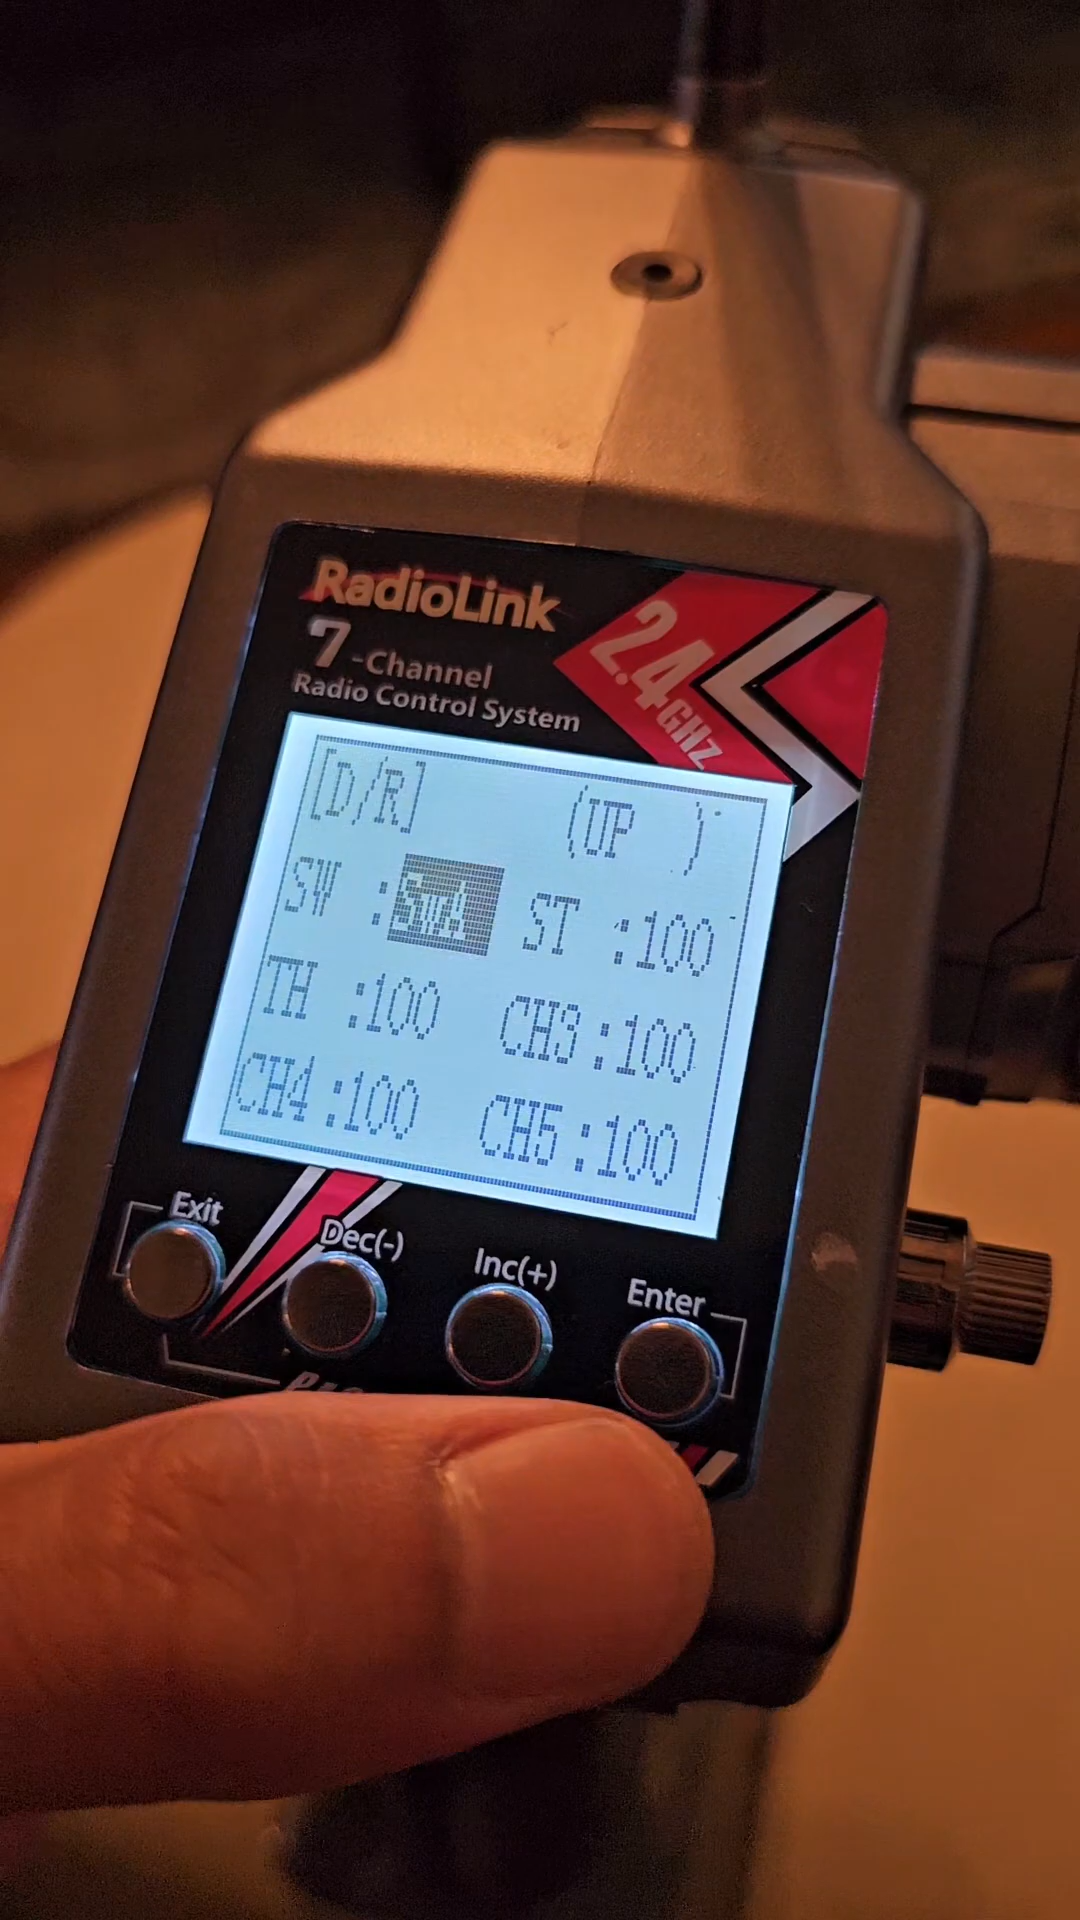 RadioLink
7-Channel
Radio Control System
2.4GHz
[D/R] (UP )
SW : ST :100
TH :100 CH3:100
CH4:100 CH5:100
Exit Dec(-) Inc(+) Enter